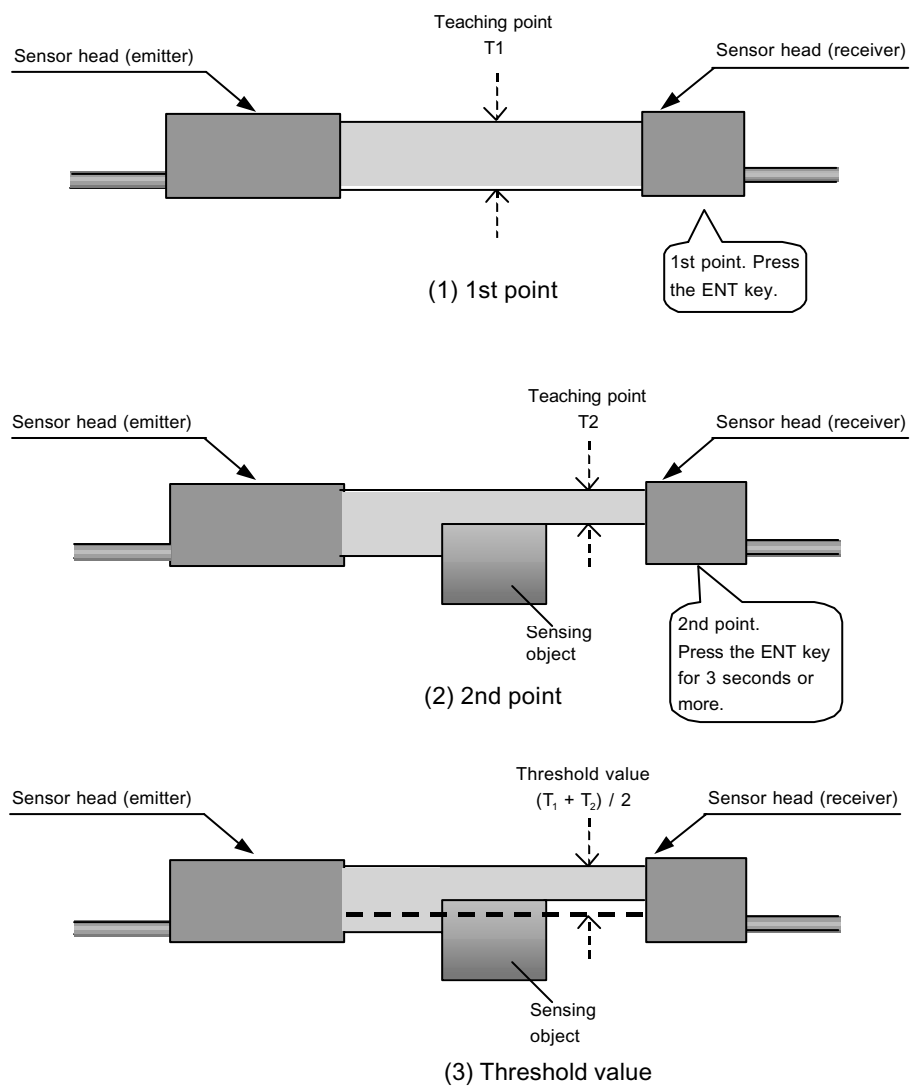 Teaching point
T1
Sensor head (emitter)
Sensor head (receiver)
1st point. Press
the ENT key.
(1) 1st point
Teaching point
T2
Sensor head (emitter)
Sensor head (receiver)
Sensing
object
2nd point.
Press the ENT key
for 3 seconds or
more.
(2) 2nd point
Threshold value
(T₁ + T₂) / 2
Sensor head (emitter)
Sensor head (receiver)
Sensing
object
(3) Threshold value